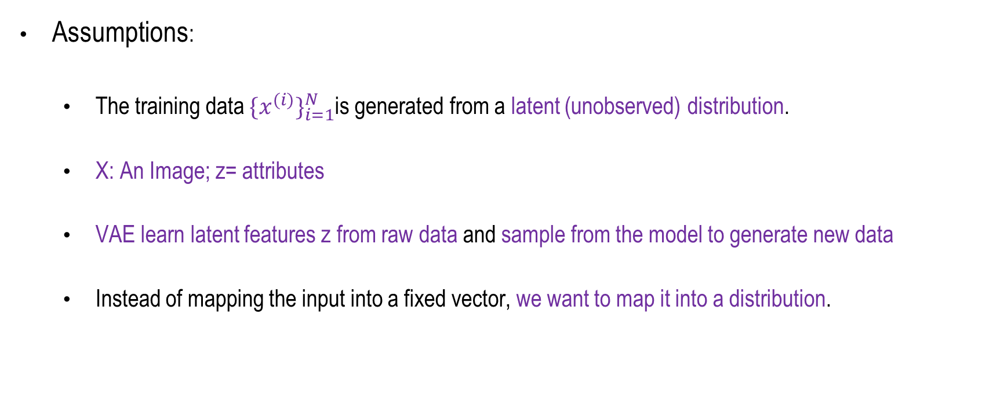 • Assumptions:
• The training data {x^(i)}_{i=1}^N is generated from a latent (unobserved) distribution.
• X: An Image; z= attributes
• VAE learn latent features z from raw data and sample from the model to generate new data
• Instead of mapping the input into a fixed vector, we want to map it into a distribution.